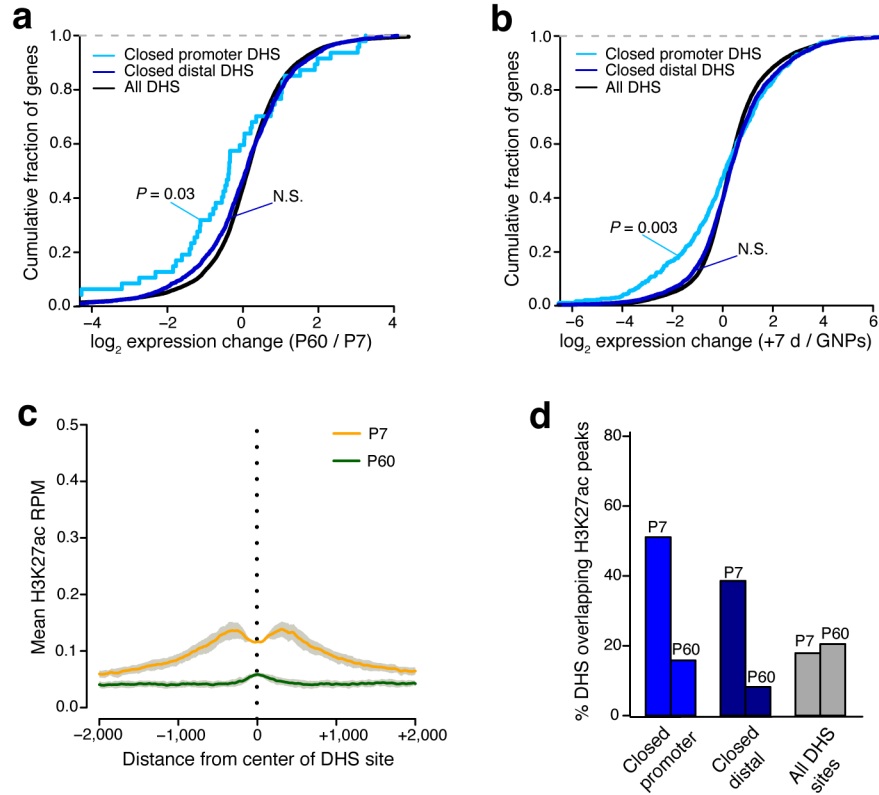 a
Cumulative fraction of genes
1.0
0.8
0.6
0.4
0.2
0.0
Closed promoter DHS
Closed distal DHS
All DHS
P = 0.03
N.S.
−4
−2
0
2
4
log2 expression change (P60 / P7)
b
Cumulative fraction of genes
1.0
0.8
0.6
0.4
0.2
0.0
Closed promoter DHS
Closed distal DHS
All DHS
P = 0.003
N.S.
−6
−4
−2
0
2
4
6
log2 expression change (+7 d / GNPs)
c
Mean H3K27ac RPM
0.5
0.4
0.3
0.2
0.1
0.0
P7
P60
−2,000
−1,000
0
+1,000
+2,000
Distance from center of DHS site
d
% DHS overlapping H3K27ac peaks
80
60
40
20
0
P7
P60
P7
P60
P7
P60
Closed
promoter
Closed
distal
All DHS
sites